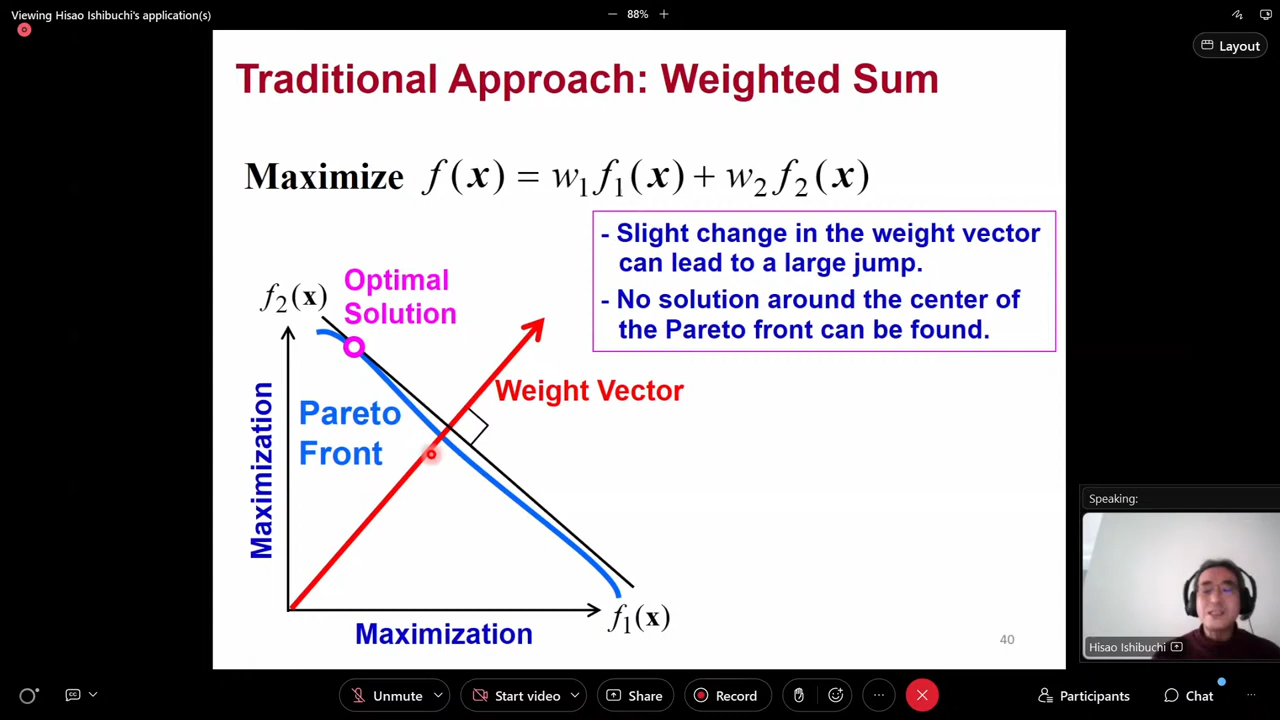 Viewing Hisao Ishibuchi's application(s)
88%
Layout
Traditional Approach: Weighted Sum
Maximize f(x) = w₁f₁(x) + w₂f₂(x)
- Slight change in the weight vector
can lead to a large jump.
- No solution around the center of
the Pareto front can be found.
f₂(x)
Optimal
Solution
Weight Vector
Pareto
Front
Maximization
f₁(x)
Maximization
40
Speaking:
Hisao Ishibuchi
CC
Unmute
Start video
Share
Record
Participants
Chat